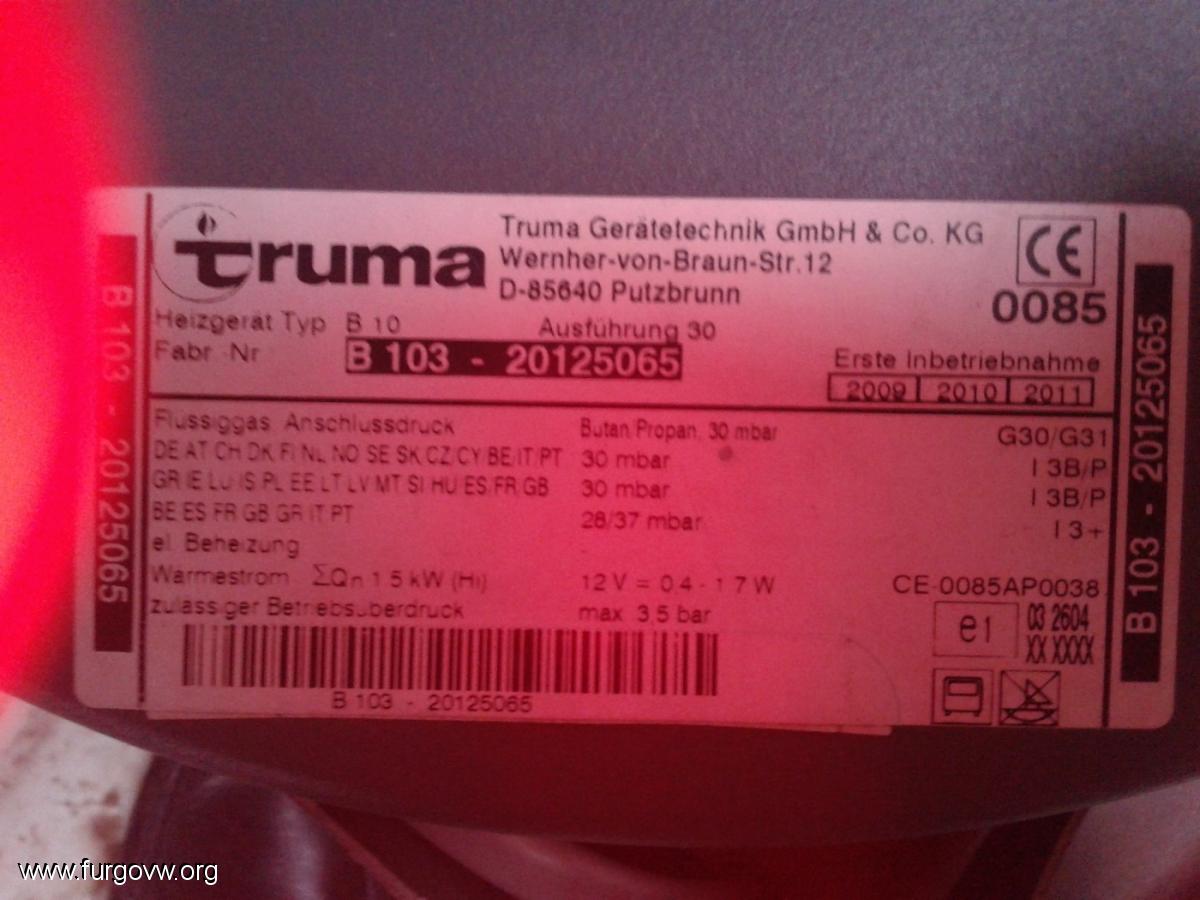 truma
Truma Gerätetechnik GmbH & Co. KG
Wernher-von-Braun-Str.12
D-85640 Putzbrunn
CE
0085
Heizgerät Typ B 10 Ausführung 30
Fabr.-Nr B 103 - 20125065
Erste Inbetriebnahme
2009 2010 2011
Flüssiggas, Anschlussdruck Butan/Propan, 30 mbar G30/G31
DE AT CH DK FI NL NO SE SK CZ/CY BE/IT/PT 30 mbar I 3B/P
GR IE LU IS PL EE LT LV MT SI HU ES/FR GB 30 mbar I 3B/P
BE ES FR GB GR IT PT 28/37 mbar I 3+
el. Beheizung
Wärmestrom ΣQn 1.5 kW (Hi) 12 V = 0.4 - 1.7 W CE-0085AP0038
zulässiger Betriebsüberdruck max. 3,5 bar
e1 03 2604
XX XXXX
B 103 - 20125065
B 103 - 20125065
B 103 - 20125065
www.furgovw.org